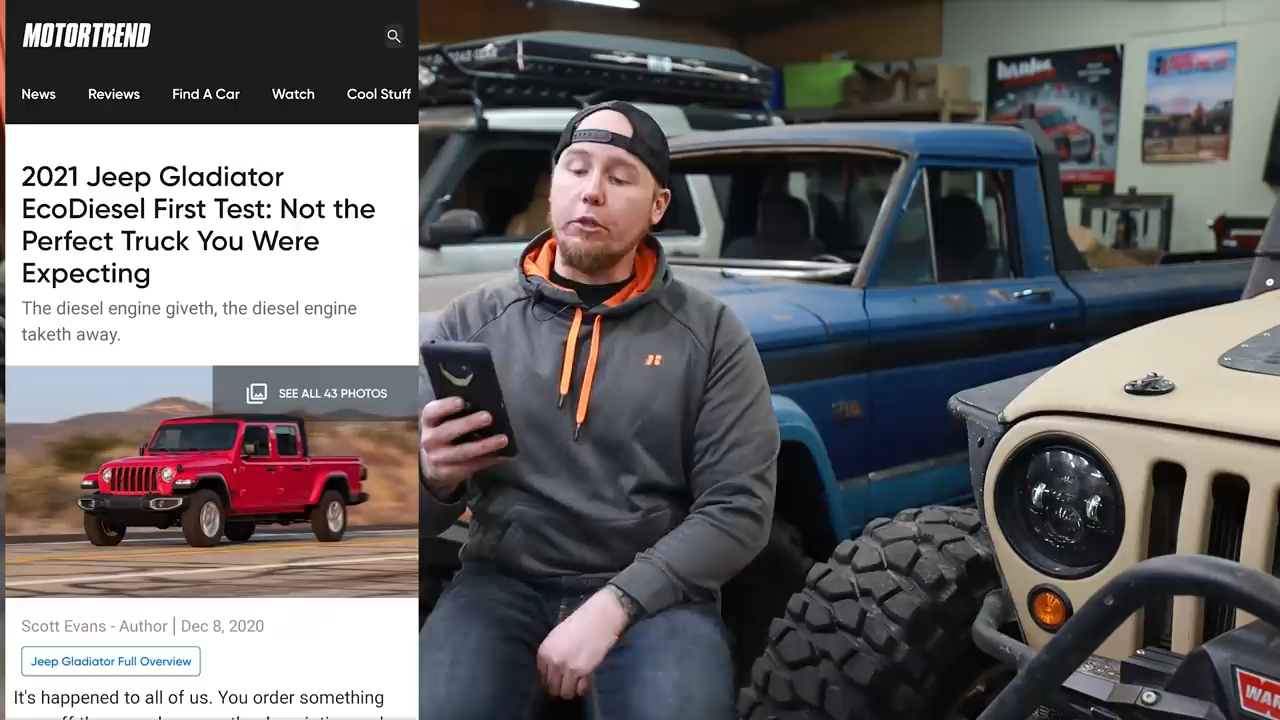 MOTORTREND
News Reviews Find A Car Watch Cool Stuff
2021 Jeep Gladiator
EcoDiesel First Test: Not the
Perfect Truck You Were
Expecting
The diesel engine giveth, the diesel engine
taketh away.
SEE ALL 43 PHOTOS
Scott Evans - Author | Dec 8, 2020
Jeep Gladiator Full Overview
It's happened to all of us. You order something
Banks
WAR